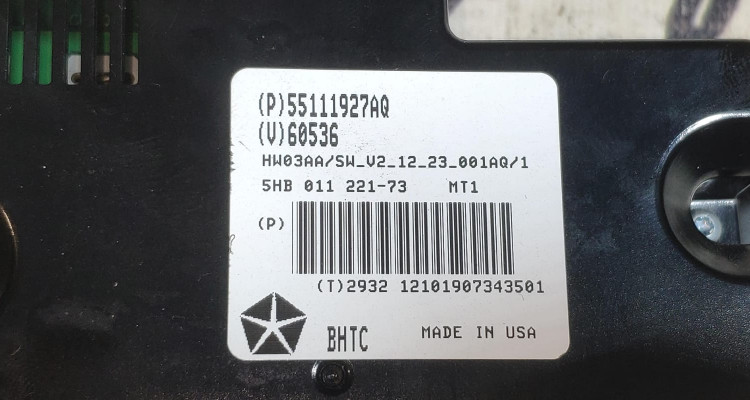 (P)55111927AQ
(V)60536
HW03AA/SW_V2_12_23_001AQ/1
5HB 011 221-73 MT1
(P)
(T)2932 12101907343501
BHTC MADE IN USA